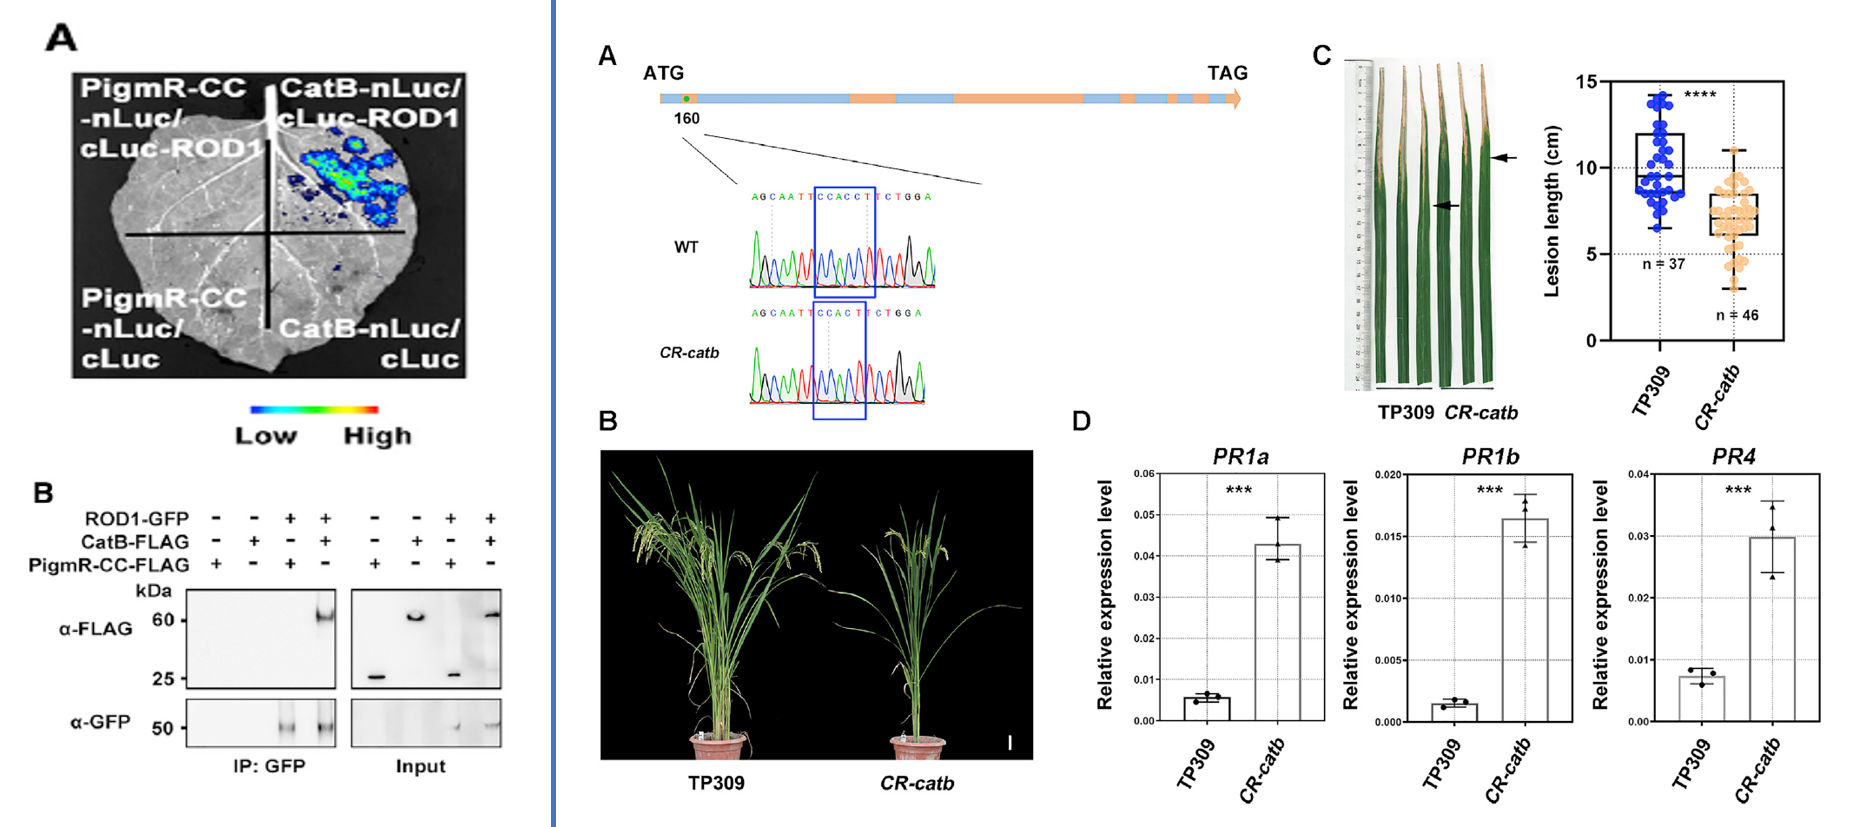 A
PigmR-CC
-nLuc/
cLuc-ROD1
CatB-nLuc/
cLuc-ROD1
PigmR-CC
-nLuc/
cLuc
CatB-nLuc/
cLuc
Low High
B
ROD1-GFP - - + + - - + +
CatB-FLAG - + - + - + - +
PigmR-CC-FLAG + - + - + - + -
kDa
α-FLAG 60
25
α-GFP 50
IP: GFP Input
A
ATG TAG
160
AGCAATTCCACCTTCTGGA
WT
AGCAATTCCACTTCTGGA
CR-catb
B
TP309 CR-catb
C
TP309 CR-catb
Lesion length (cm)
15
10
5
0
****
n = 37
n = 46
TP309
CR-catb
D
PR1a
Relative expression level
0.06
0.05
0.04
0.03
0.02
0.01
0.00
***
TP309
CR-catb
PR1b
Relative expression level
0.020
0.015
0.010
0.005
0.000
***
TP309
CR-catb
PR4
Relative expression level
0.04
0.03
0.02
0.01
0.00
***
TP309
CR-catb